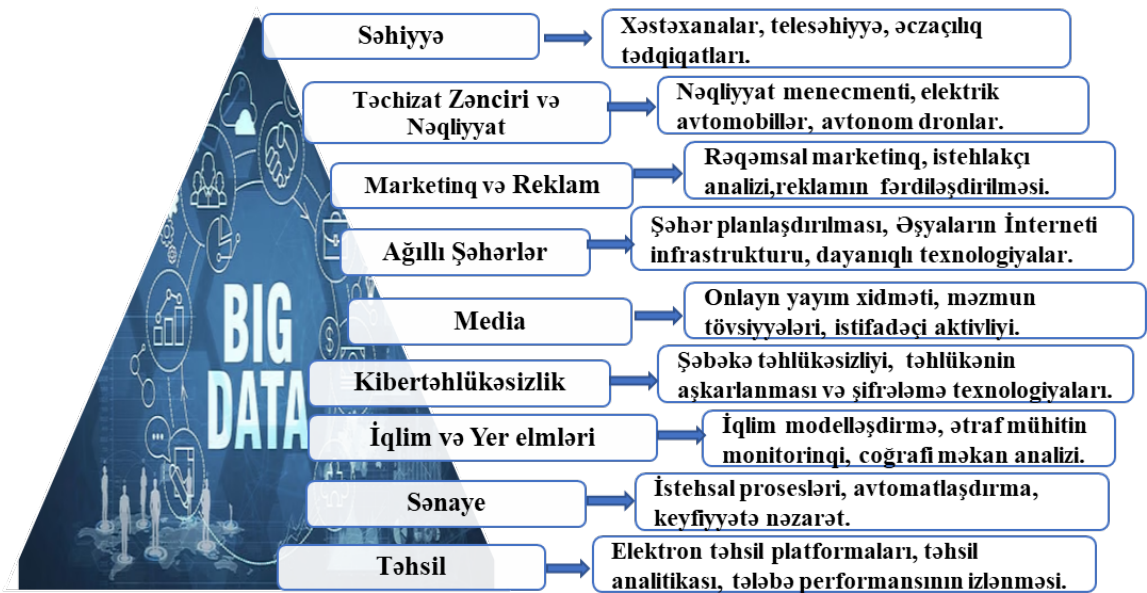 Səhiyyə
Xəstəxanalar, telesəhiyyə, əczaçılıq
tədqiqatları.
Təchizat Zənciri və
Nəqliyyat
Nəqliyyat menecmenti, elektrik
avtomobillər, avtonom dronlar.
Marketinq və Reklam
Rəqəmsal marketinq, istehlakçı
analizi,reklamın fərdiləşdirilməsi.
Ağıllı Şəhərlər
Şəhər planlaşdırılması, Əşyaların İnterneti
infrastrukturu, dayanıqlı texnologiyalar.
Media
Onlayn yayım xidməti, məzmun
tövsiyyələri, istifadəçi aktivliyi.
Kibertəhlükəsizlik
Şəbəkə təhlükəsizliyi, təhlükənin
aşkarlanması və şifrələmə texnologiyaları.
İqlim və Yer elmləri
İqlim modelləşdirmə, ətraf mühitin
monitorinqi, coğrafi məkan analizi.
Sənaye
İstehsal prosesləri, avtomatlaşdırma,
keyfiyyətə nəzarət.
Təhsil
Elektron təhsil platformaları, təhsil
analitikası, tələbə performansının izlənməsi.
BIG
DATA